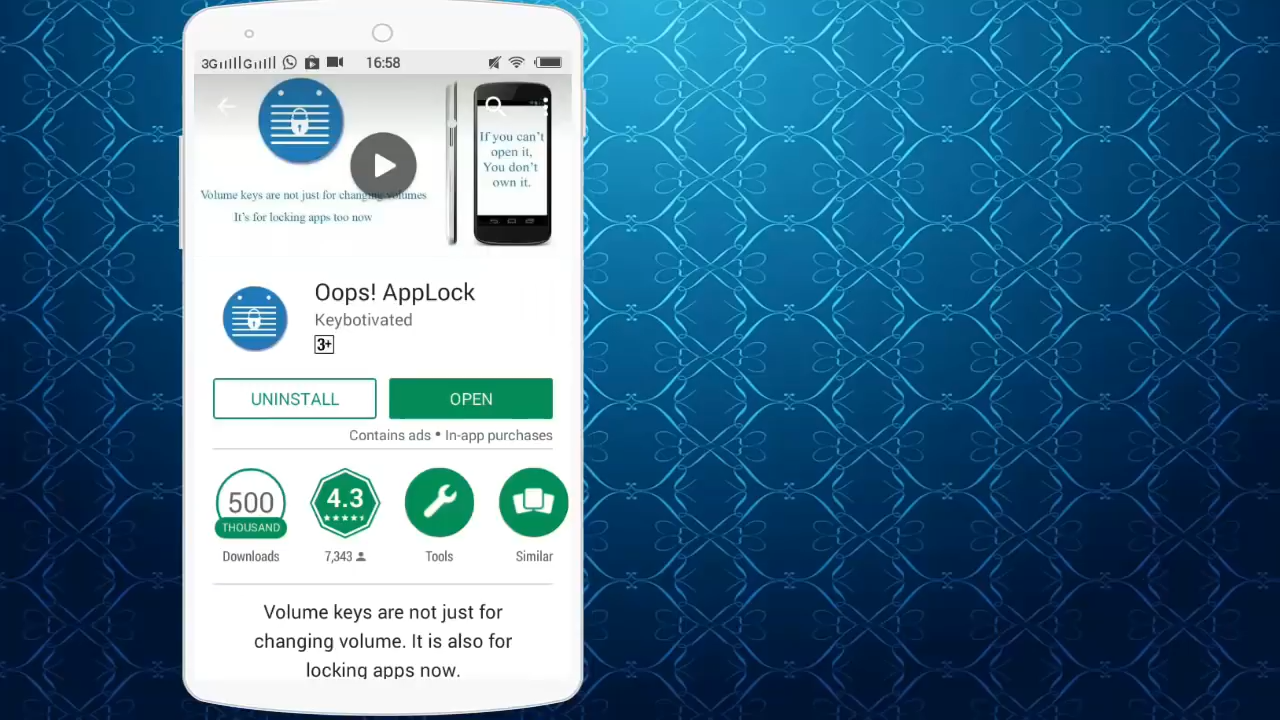 3G G 16:58
If you can't
open it,
You don't
own it.
Volume keys are not just for changing volumes
It's for locking apps too now
Oops! AppLock
Keybotivated
3+
UNINSTALL OPEN
Contains ads • In-app purchases
500 4.3
THOUSAND
Downloads 7,343 Tools Similar
Volume keys are not just for
changing volume. It is also for
locking apps now.